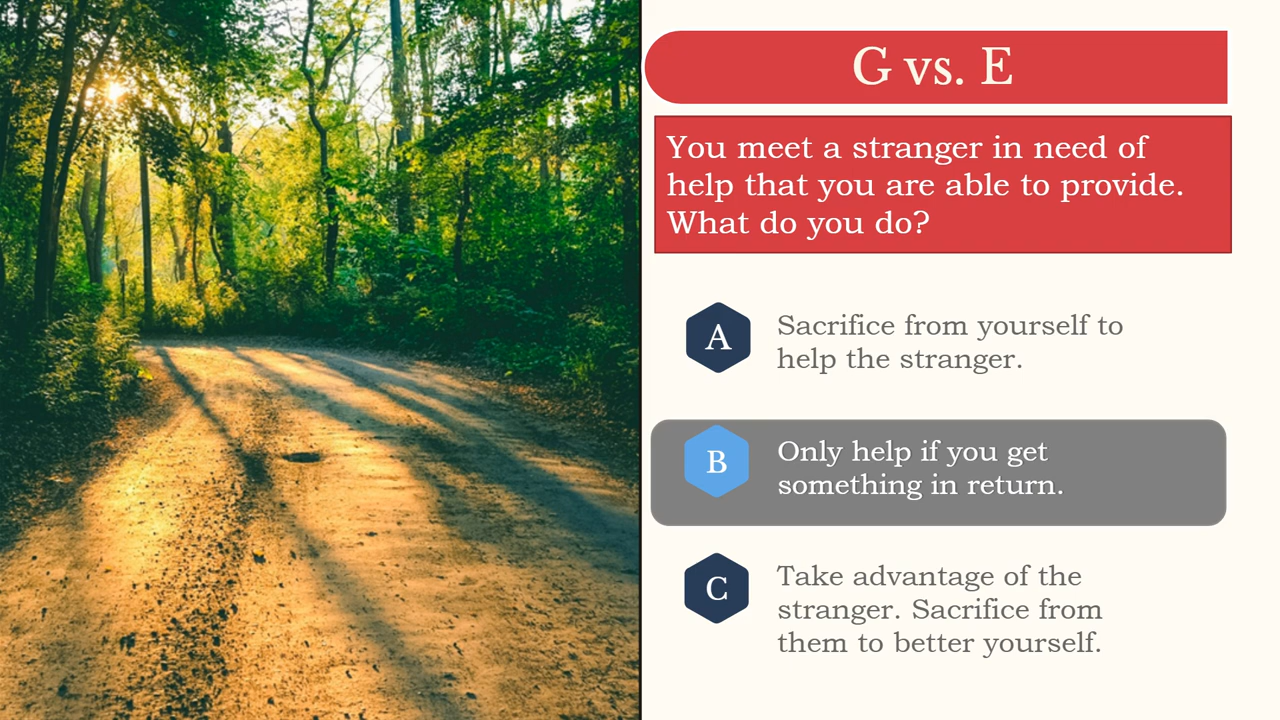 G vs. E
You meet a stranger in need of
help that you are able to provide.
What do you do?
A
Sacrifice from yourself to
help the stranger.
B
Only help if you get
something in return.
C
Take advantage of the
stranger. Sacrifice from
them to better yourself.